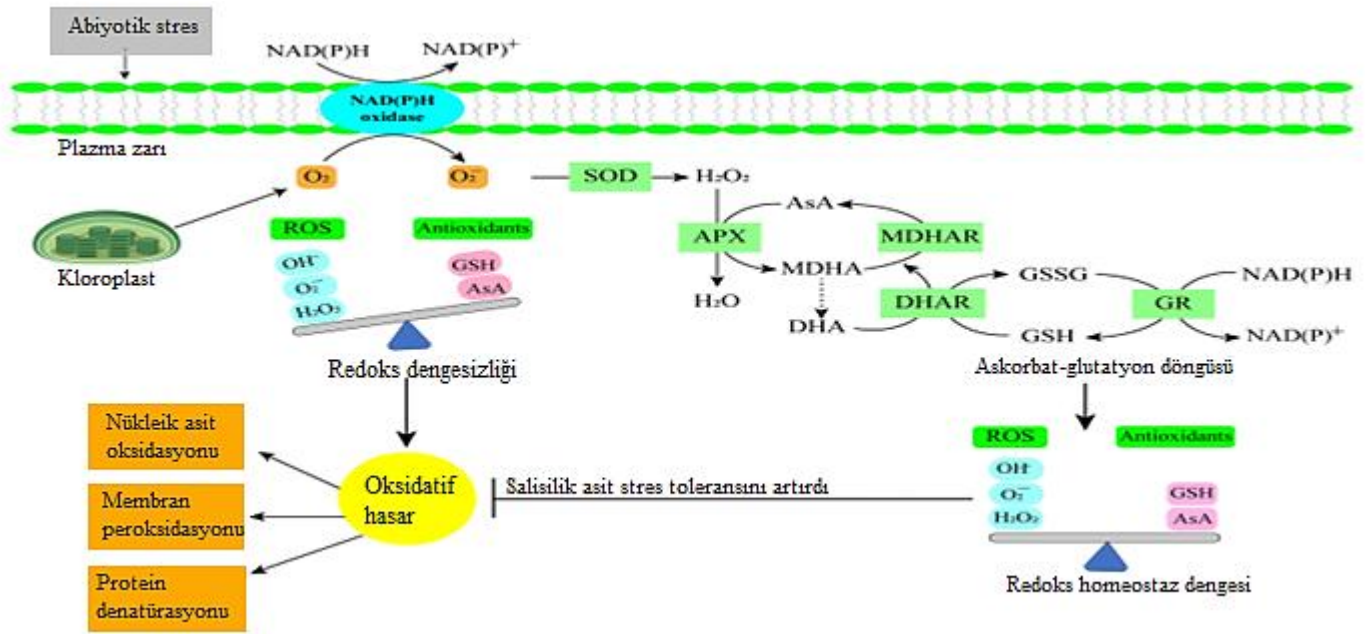 Abiyotik stres
NAD(P)H
NAD(P)⁺
NAD(P)H
oxidase
Plazma zarı
O₂
O₂⁻
SOD
H₂O₂
Kloroplast
ROS
Antioxidants
OH⁻
O₂⁻
H₂O₂
GSH
AsA
Redoks dengesizliği
AsA
APX
MDHAR
MDHA
H₂O
DHA
DHAR
GSSG
GSH
GR
NAD(P)H
NAD(P)⁺
Askorbat-glutatyon döngüsü
Nükleik asit
oksidasyonu
Membran
peroksidasyonu
Protein
denatürasyonu
Oksidatif
hasar
Salisilik asit stres toleransını artırdı
ROS
Antioxidants
OH⁻
O₂⁻
H₂O₂
GSH
AsA
Redoks homeostaz dengesi